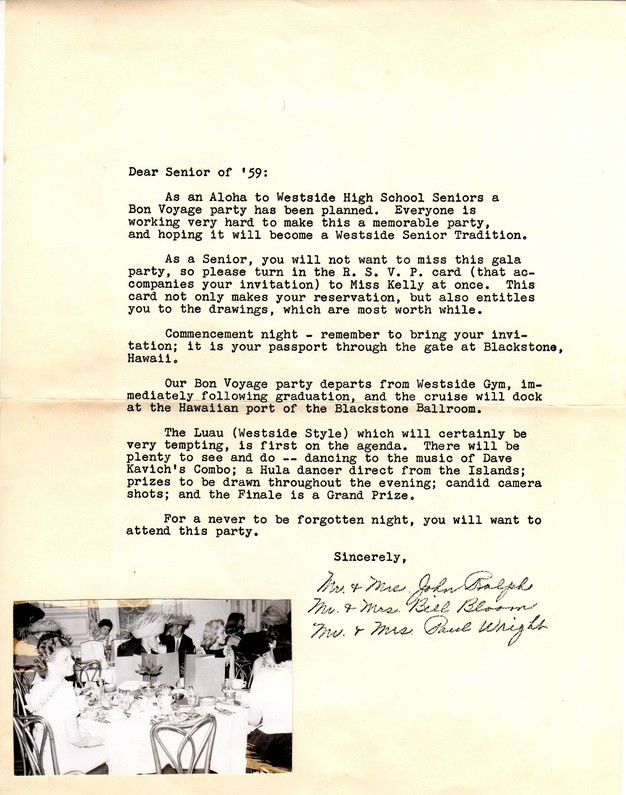 Dear Senior of '59:
As an Aloha to Westside High School Seniors a
Bon Voyage party has been planned. Everyone is
working very hard to make this a memorable party,
and hoping it will become a Westside Senior Tradition.
As a Senior, you will not want to miss this gala
party, so please turn in the R. S. V. P. card (that ac-
companies your invitation) to Miss Kelly at once. This
card not only makes your reservation, but also entitles
you to the drawings, which are most worth while.
Commencement night - remember to bring your invi-
tation; it is your passport through the gate at Blackstone,
Hawaii.
Our Bon Voyage party departs from Westside Gym, im-
mediately following graduation, and the cruise will dock
at the Hawaiian port of the Blackstone Ballroom.
The Luau (Westside Style) which will certainly be
very tempting, is first on the agenda. There will be
plenty to see and do -- dancing to the music of Dave
Kavich's Combo; a Hula dancer direct from the Islands;
prizes to be drawn throughout the evening; candid camera
shots; and the Finale is a Grand Prize.
For a never to be forgotten night, you will want to
attend this party.
Sincerely,
Mr. & Mrs. John Ralphs
Mr. & Mrs. Bill Bloom
Mr. & Mrs. Paul Wright